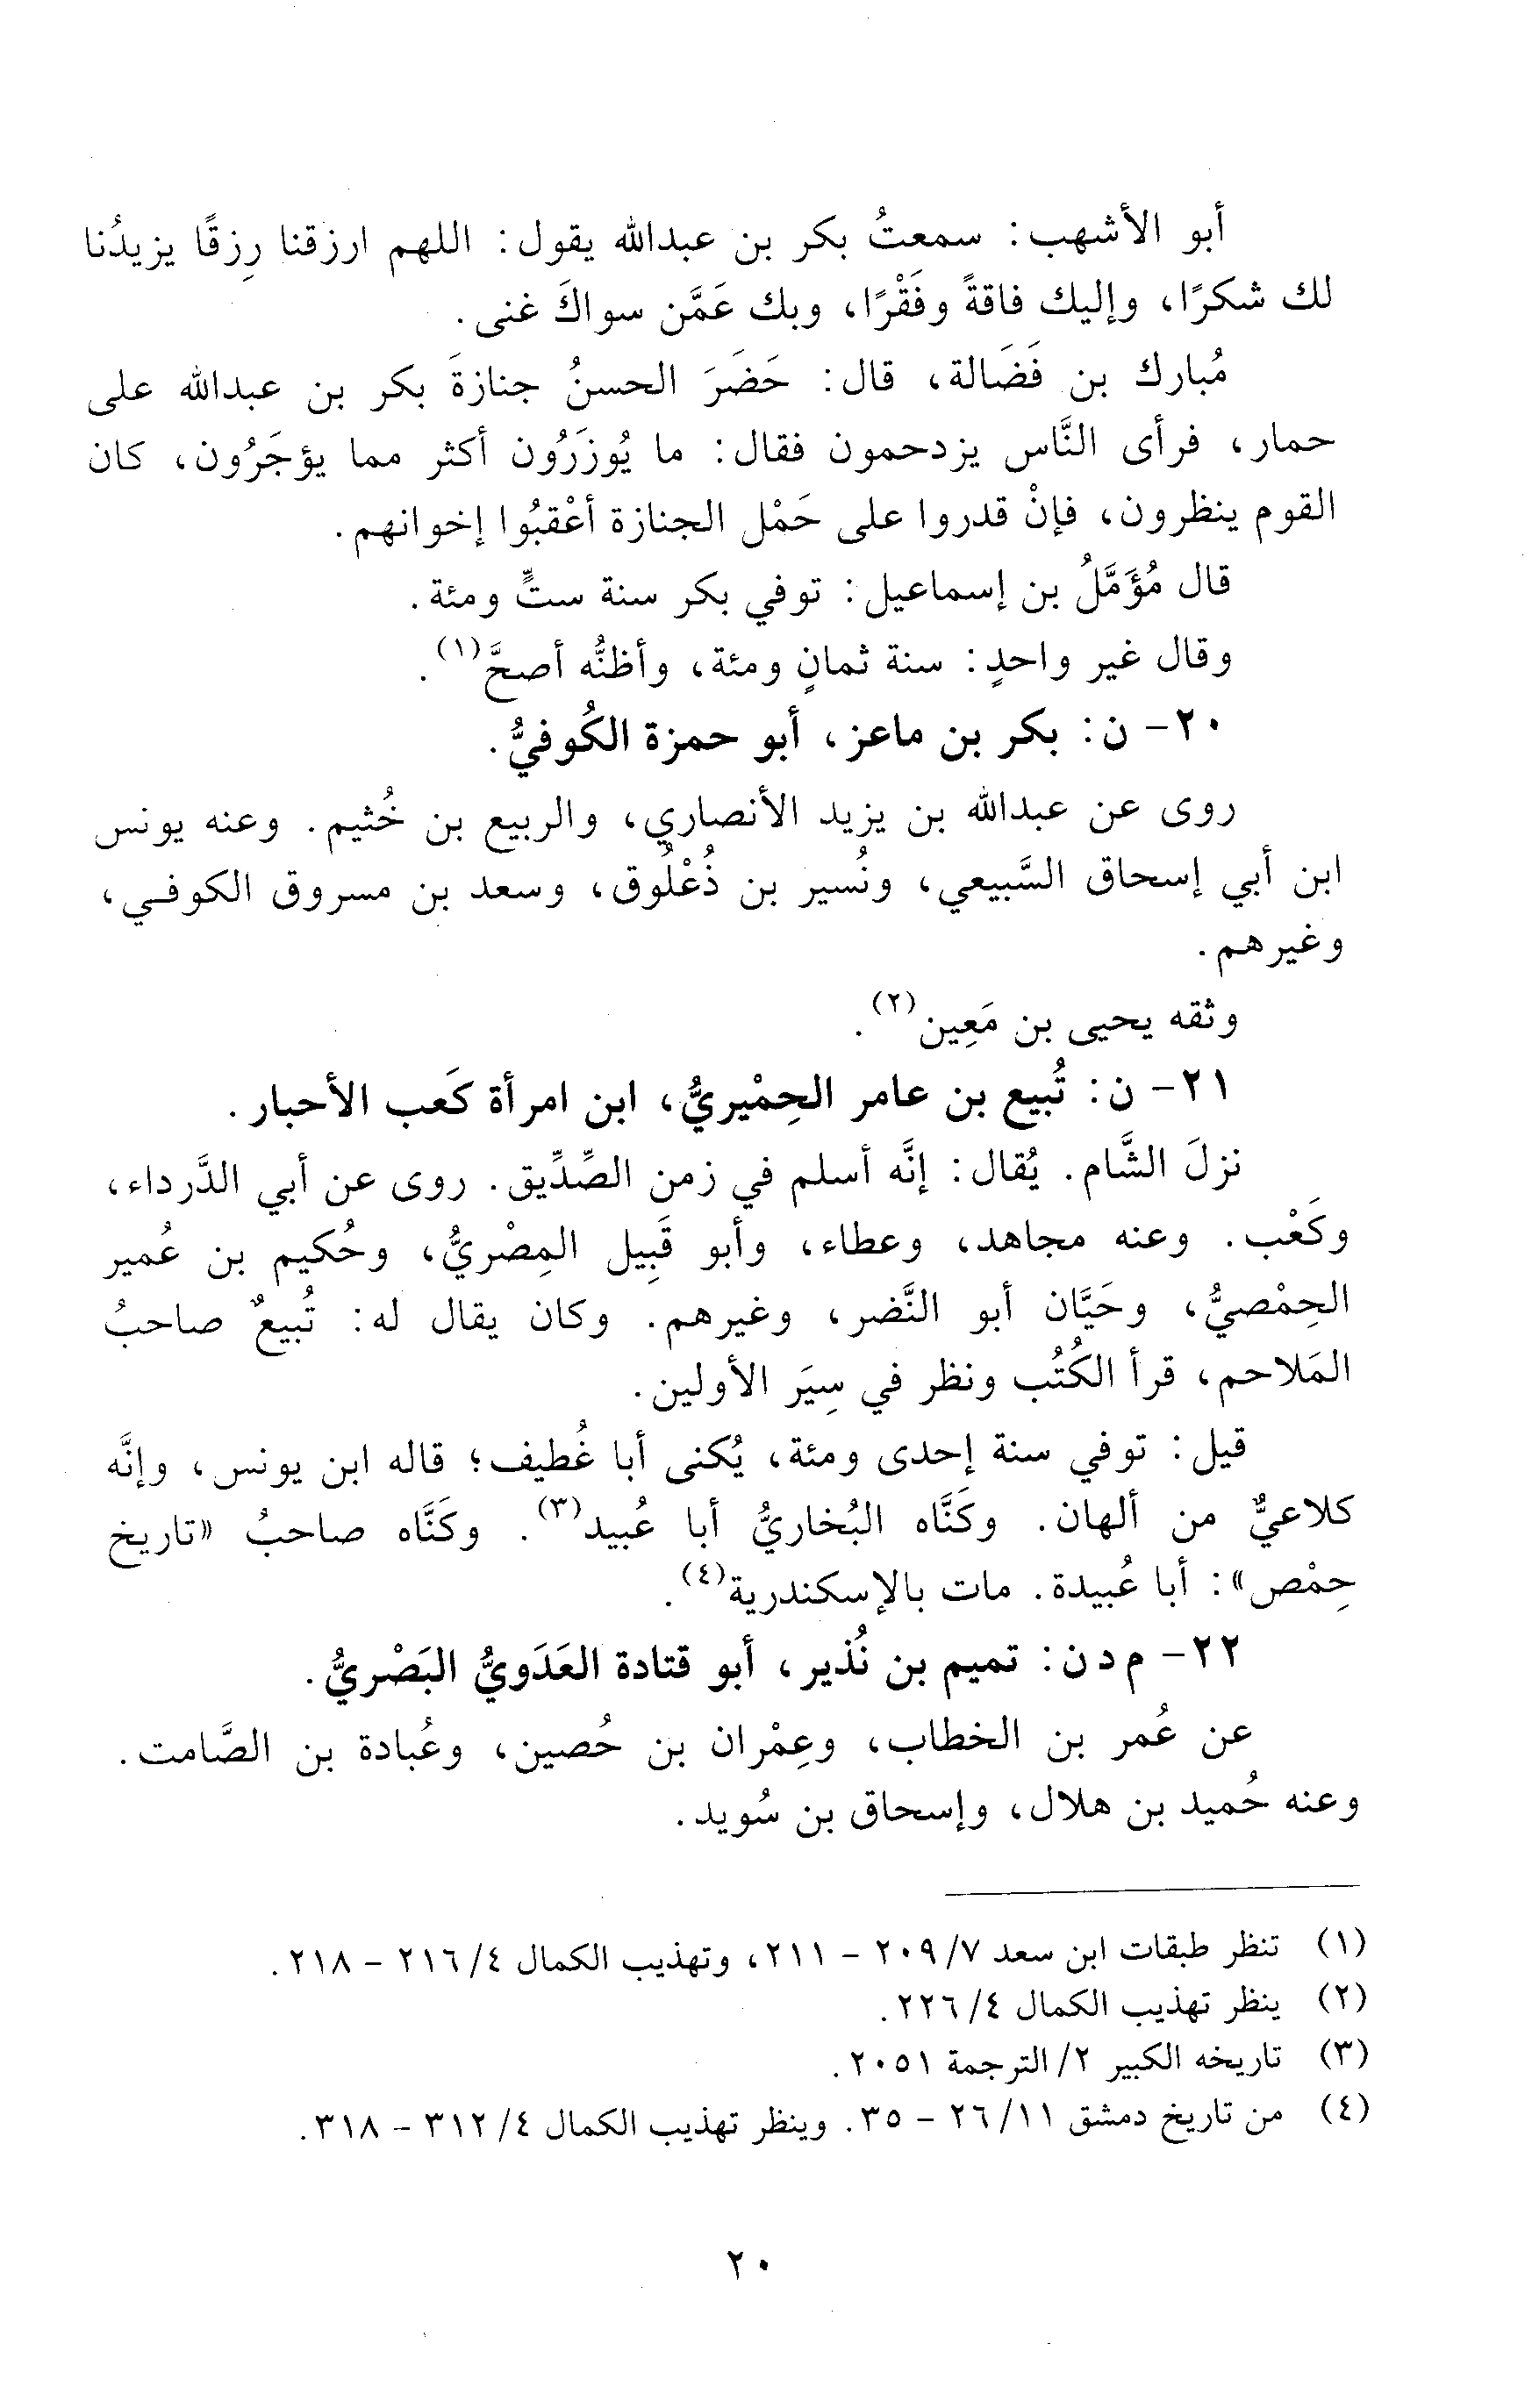 أبو الأشهب: سمعتُ بكر بن عبدالله يقول: اللهم ارزقنا رِزقًا يزيدُنا
لك شكرًا، وإليك فاقةً وفَقْرًا، وبك عَمَّن سواكَ غنى.
مُبارك بن فَضَالة، قال: حَضَرَ الحسنُ جنازةَ بكر بن عبدالله على
حمار، فرأى النَّاس يزدحمون فقال: ما يُوزَرُون أكثر مما يؤجَرُون، كان
القوم ينظرون، فإنْ قدروا على حَمْل الجنازة أعْقبُوا إخوانهم.
قال مُؤَمَّلُ بن إسماعيل: توفي بكر سنة ستٍّ ومئة.
وقال غير واحدٍ: سنة ثمانٍ ومئة، وأظنُّه أصحَّ(١).
٢٠- ن: بكر بن ماعز، أبو حمزة الكُوفيُّ.
روى عن عبدالله بن يزيد الأنصاري، والربيع بن خُثيم. وعنه يونس
ابن أبي إسحاق السَّبيعي، ونُسير بن ذُعْلُوق، وسعد بن مسروق الكوفي،
وغيرهم.
وثقه يحيى بن مَعِين(٢).
٢١- ن: تُبيع بن عامر الحِمْيريُّ، ابن امرأة كَعب الأحبار.
نزلَ الشَّام. يُقال: إنَّه أسلم في زمن الصِّدِّيق. روى عن أبي الدَّرداء،
وكَعْب. وعنه مجاهد، وعطاء، وأبو قَبِيل المِصْريُّ، وحُكيم بن عُمير
الحِمْصيُّ، وحَيَّان أبو النَّضر، وغيرهم. وكان يقال له: تُبيعٌ صاحبُ
المَلاحم، قرأ الكُتُب ونظر في سِيَر الأولين.
قيل: توفي سنة إحدى ومئة، يُكنى أبا غُطيف؛ قاله ابن يونس، وإنَّه
كلاعيٌّ من ألهان. وكَنَّاه البُخاريُّ أبا عُبيد(٣). وكَنَّاه صاحبُ «تاريخ
حِمْص»: أبا عُبيدة. مات بالإسكندرية(٤).
٢٢- م د ن: تميم بن نُذير، أبو قتادة العَدَويُّ البَصْريُّ.
عن عُمر بن الخطاب، وعِمْران بن حُصين، وعُبادة بن الصَّامت.
وعنه حُميد بن هلال، وإسحاق بن سُويد.
(١) تنظر طبقات ابن سعد ٧/ ٢٠٩ - ٢١١، وتهذيب الكمال ٤/ ٢١٦ - ٢١٨.
(٢) ينظر تهذيب الكمال ٤/ ٢٢٦.
(٣) تاريخه الكبير ٢/ الترجمة ٢٠٥١.
(٤) من تاريخ دمشق ١١/ ٢٦ - ٣٥. وينظر تهذيب الكمال ٤/ ٣١٢ - ٣١٨.
٢٠